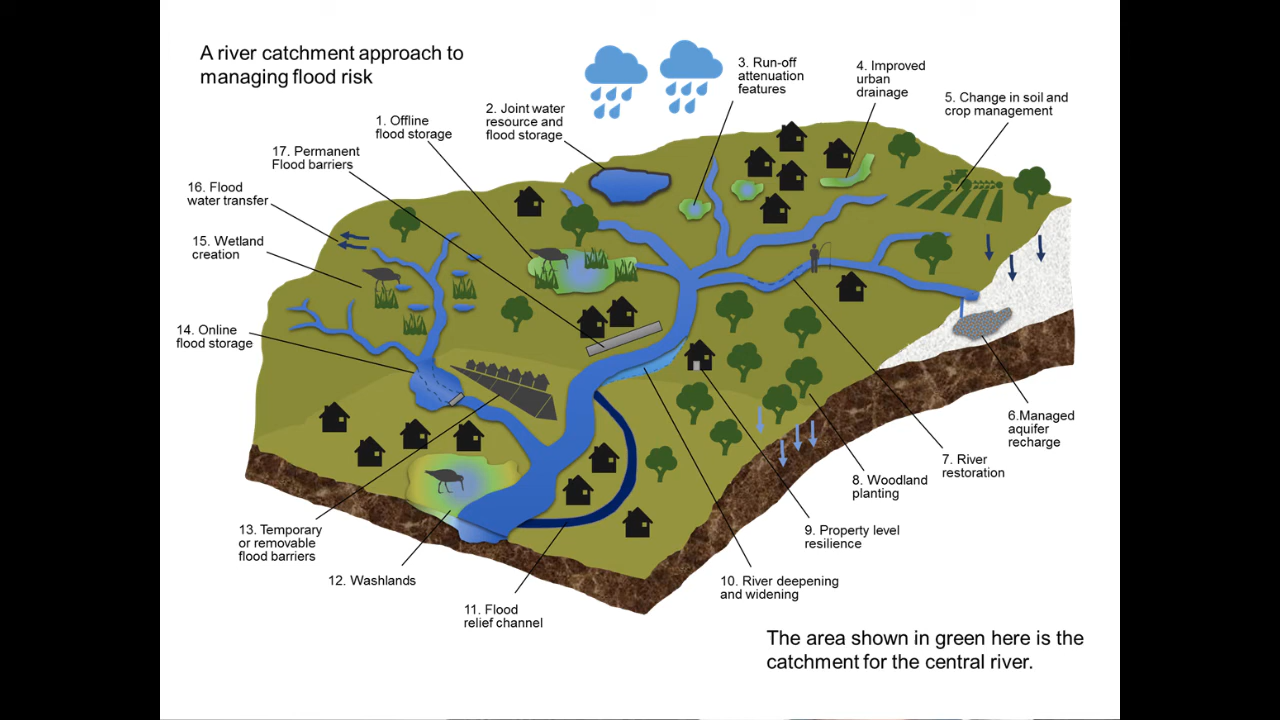 A river catchment approach to
managing flood risk
1. Offline
flood storage
2. Joint water
resource and
flood storage
3. Run-off
attenuation
features
4. Improved
urban
drainage
5. Change in soil and
crop management
17. Permanent
Flood barriers
16. Flood
water transfer
15. Wetland
creation
14. Online
flood storage
6.Managed
aquifer
recharge
7. River
restoration
8. Woodland
planting
9. Property level
resilience
13. Temporary
or removable
flood barriers
12. Washlands
10. River deepening
and widening
11. Flood
relief channel
The area shown in green here is the
catchment for the central river.